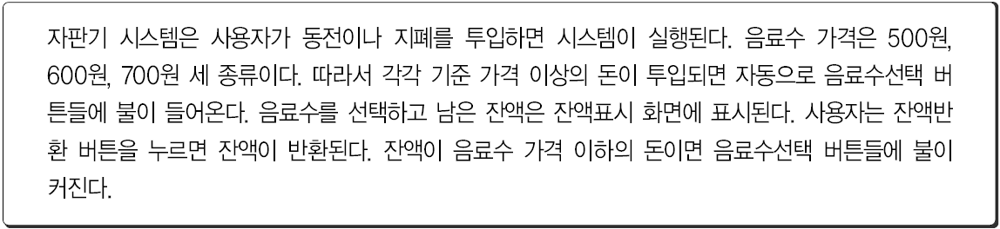 자판기 시스템은 사용자가 동전이나 지폐를 투입하면 시스템이 실행된다. 음료수 가격은 500원,
600원, 700원 세 종류이다. 따라서 각각 기준 가격 이상의 돈이 투입되면 자동으로 음료수선택 버
튼들에 불이 들어온다. 음료수를 선택하고 남은 잔액은 잔액표시 화면에 표시된다. 사용자는 잔액반
환 버튼을 누르면 잔액이 반환된다. 잔액이 음료수 가격 이하의 돈이면 음료수선택 버튼들에 불이
커진다.